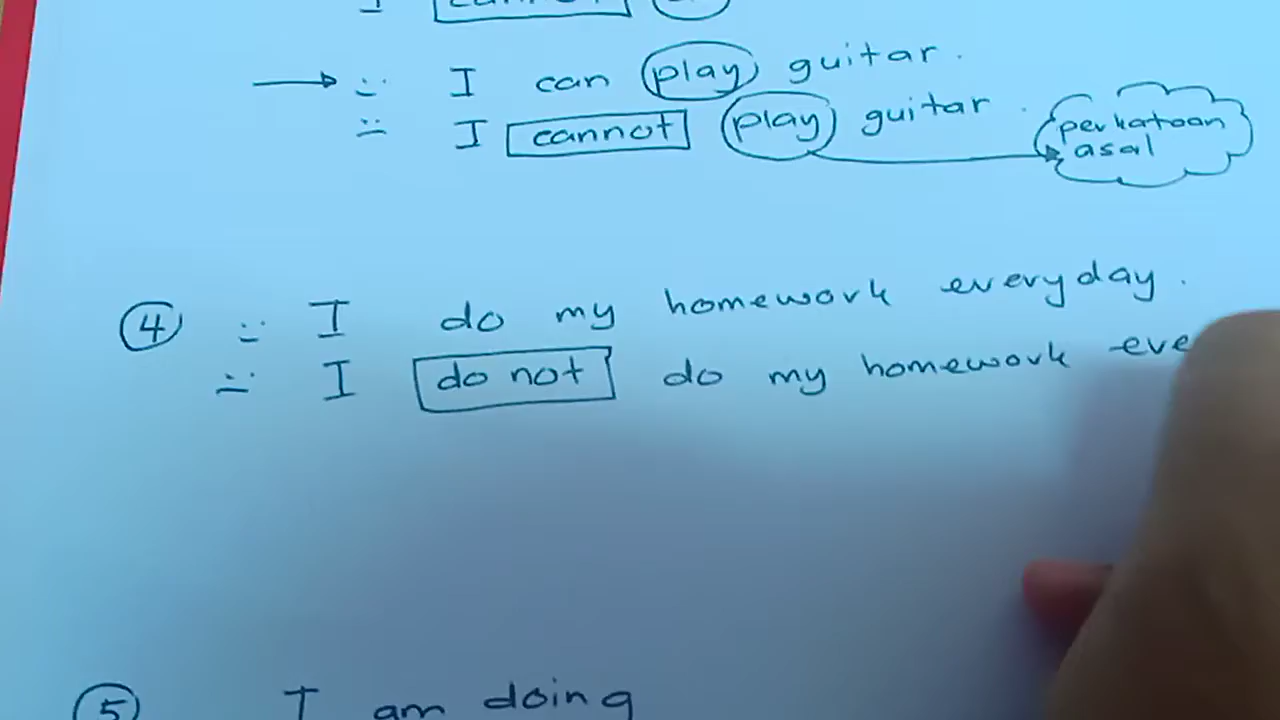 I cannot
I can play guitar.
I cannot play guitar.
perkataan
asal
4 I do my homework everyday.
I do not do my homework eve
5 I am doing